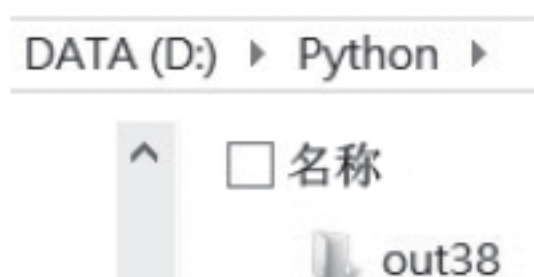 DATA (D:) ▸ Python ▸
名称
out38